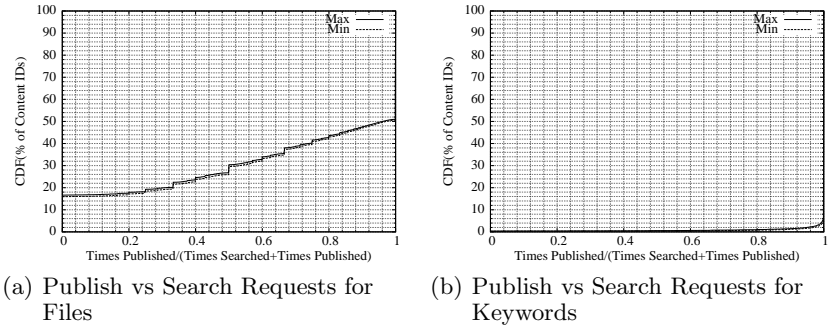 100
90
80
70
60
50
40
30
20
10
0
CDF(% of Content IDs)
Max
Min
0 0.2 0.4 0.6 0.8 1
Times Published/(Times Searched+Times Published)
(a) Publish vs Search Requests for
Files
100
90
80
70
60
50
40
30
20
10
0
CDF(% of Content IDs)
Max
Min
0 0.2 0.4 0.6 0.8 1
Times Published/(Times Searched+Times Published)
(b) Publish vs Search Requests for
Keywords